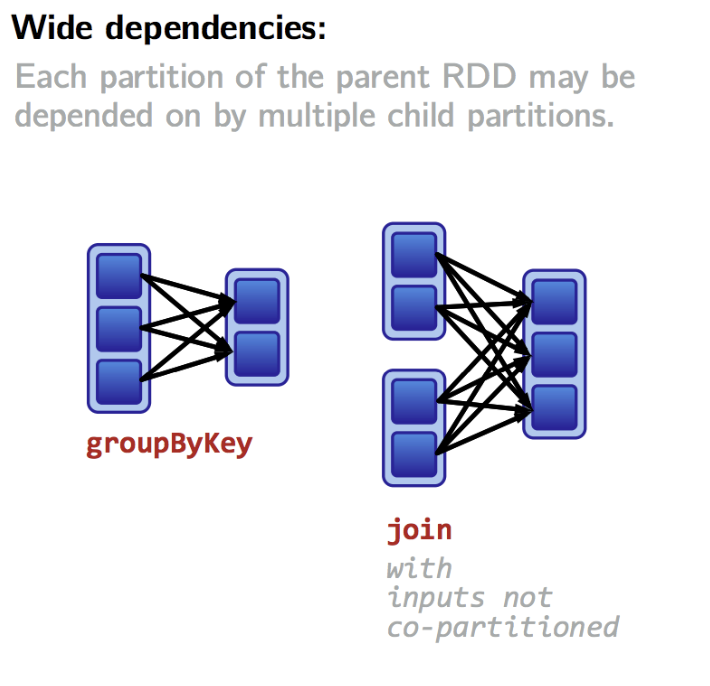 Wide dependencies:
Each partition of the parent RDD may be
depended on by multiple child partitions.
groupByKey
join
with
inputs not
co-partitioned